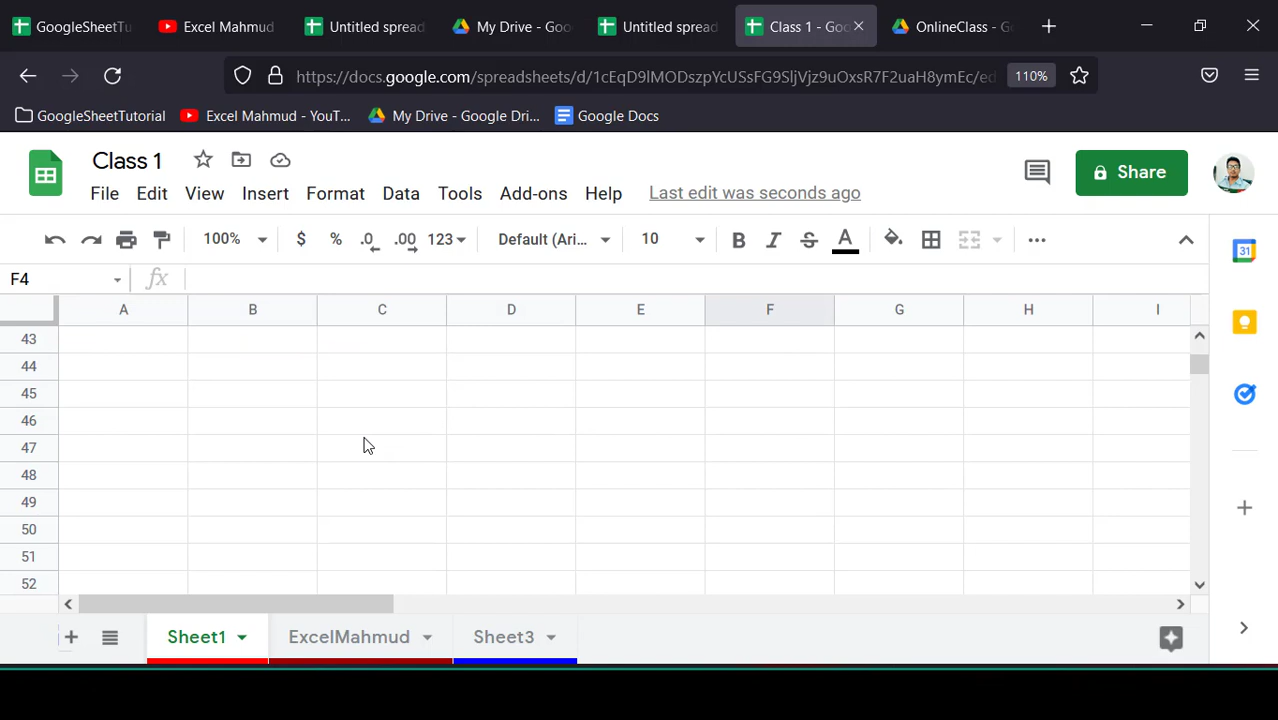 GoogleSheetTu
Excel Mahmud
Untitled spread
My Drive - Goo
Untitled spread
Class 1 - Goo
OnlineClass - Go
https://docs.google.com/spreadsheets/d/1cEqD9lMODszpYcUSsFG9SljVjz9uOxsR7F2uaH8ymEc/ed
110%
GoogleSheetTutorial
Excel Mahmud - YouT...
My Drive - Google Dri...
Google Docs
Class 1
Share
File Edit View Insert Format Data Tools Add-ons Help Last edit was seconds ago
100% $ % .0 .00 123 Default (Ari... 10 B I S A
31
F4 fx
A B C D E F G H I
43
44
45
46
47
48
49
50
51
52
Sheet1 ExcelMahmud Sheet3